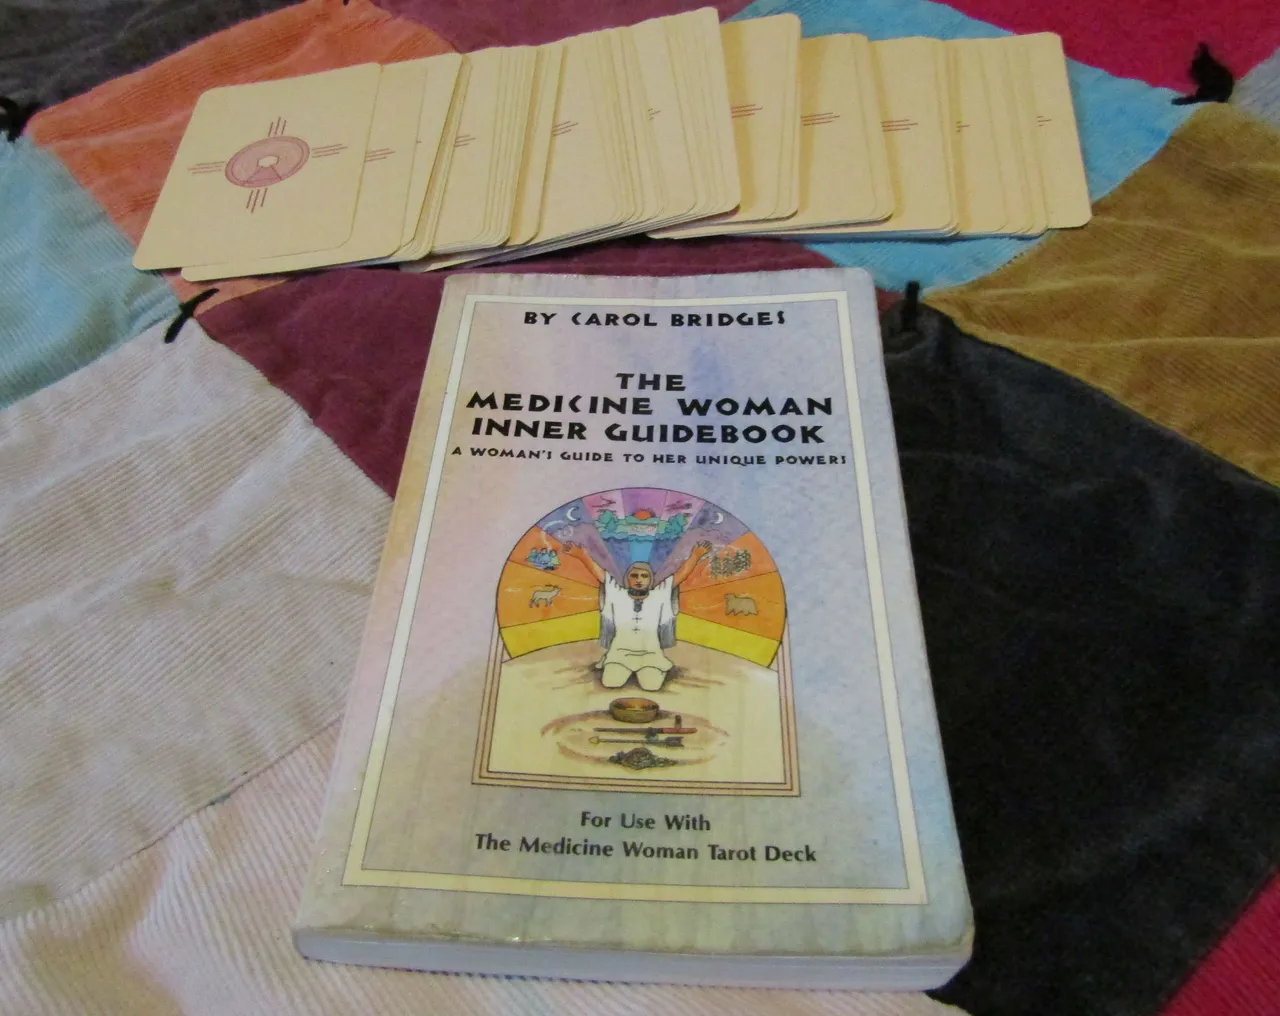 BY CAROL BRIDGES
THE
MEDICINE WOMAN
INNER GUIDEBOOK
A WOMAN'S GUIDE TO HER UNIQUE POWERS
For Use With
The Medicine Woman Tarot Deck